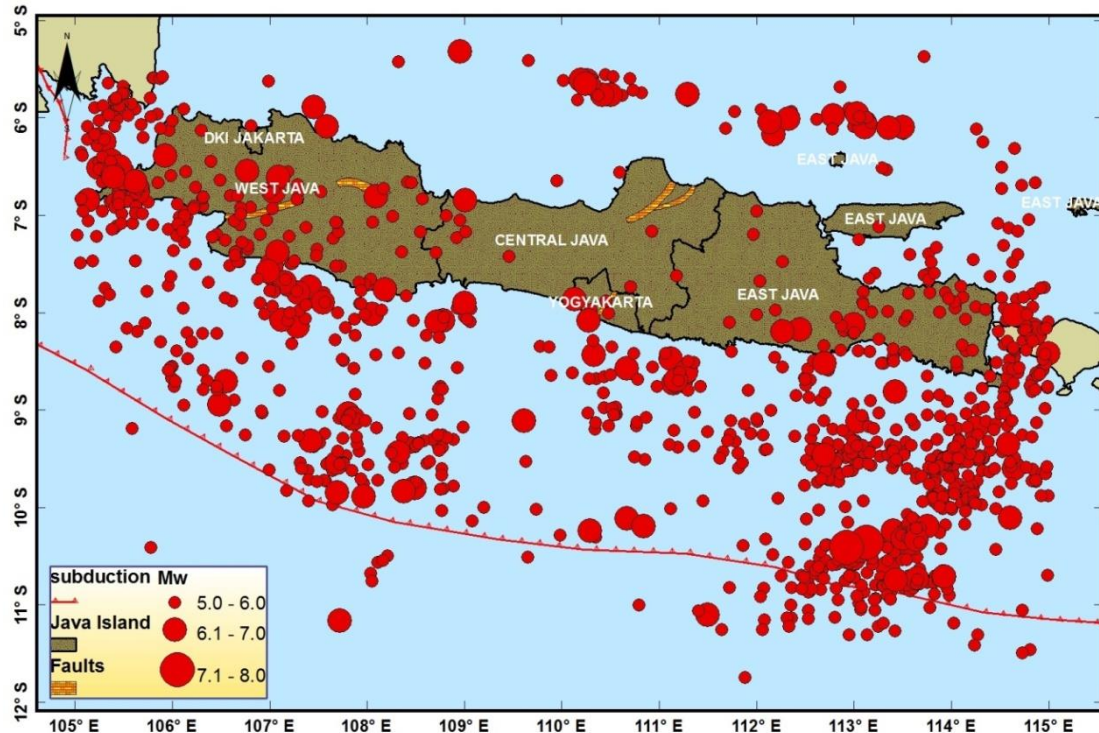 5° S
6° S
7° S
8° S
9° S
10° S
11° S
12° S
N
DKI JAKARTA
WEST JAVA
CENTRAL JAVA
YOGYAKARTA
EAST JAVA
EAST JAVA
EAST JAVA
EAST JAVA
subduction Mw
5.0 - 6.0
Java Island
6.1 - 7.0
Faults
7.1 - 8.0
105° E 106° E 107° E 108° E 109° E 110° E 111° E 112° E 113° E 114° E 115° E